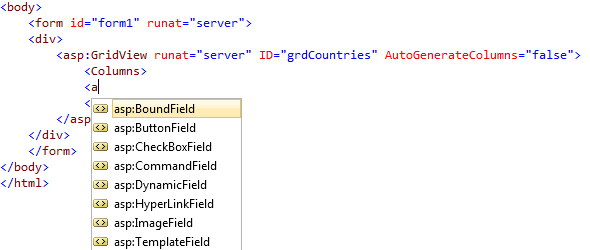 <body>
<form id="form1" runat="server">
<div>
<asp:GridView runat="server" ID="grdCountries" AutoGenerateColumns="false">
<Columns>
<a
<
asp:BoundField
asp:ButtonField
asp:CheckBoxField
asp:CommandField
asp:DynamicField
asp:HyperLinkField
asp:ImageField
asp:TemplateField
</asp
</div>
</form>
</body>
</html>